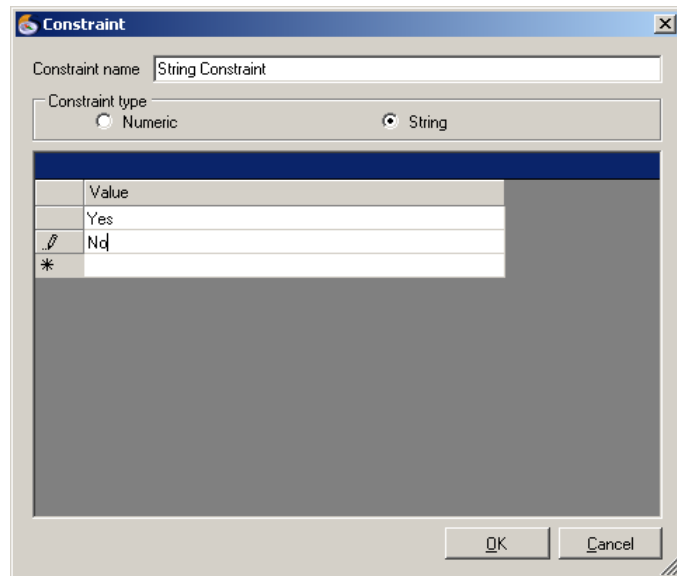 Constraint
Constraint name String Constraint
Constraint type
Numeric String
Value
Yes
No
OK Cancel